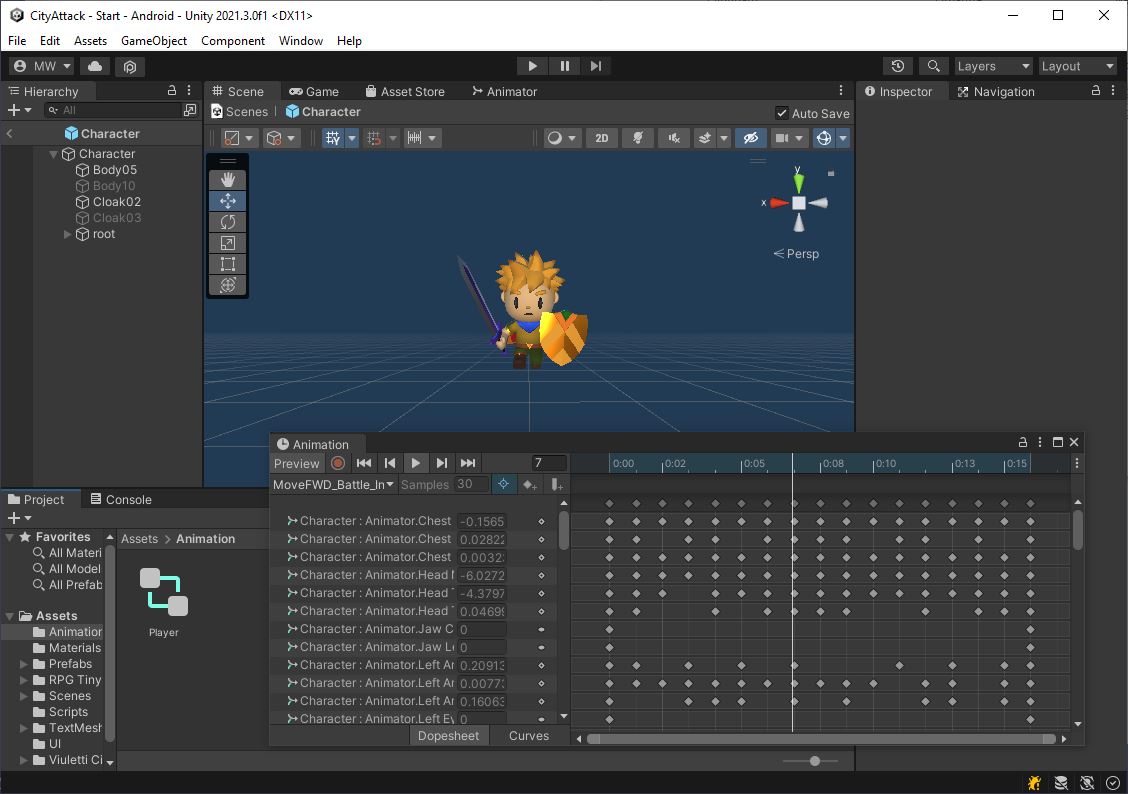 CityAttack - Start - Android - Unity 2021.3.0f1 <DX11>
File Edit Assets GameObject Component Window Help
MW Layers Layout
Hierarchy
All
Character
Character
Body05
Body10
Cloak02
Cloak03
root
Scene Game Asset Store Animator
Scenes Character Auto Save
2D
y
x
Persp
Inspector Navigation
Project Console
Favorites
All Materi
All Model
All Prefab
Assets
Animation
Materials
Prefabs
RPG Tiny
Scenes
Scripts
TextMesh
UI
Viuletti Ci
Assets > Animation
Player
Animation
Preview 7
MoveFWD_Battle_In Samples 30
0:00 0:02 0:05 0:08 0:10 0:13 0:15
Character : Animator.Chest -0.1565
Character : Animator.Chest 0.02822
Character : Animator.Chest 0.00323
Character : Animator.Head -6.0272
Character : Animator.Head -4.3797
Character : Animator.Head 0.04699
Character : Animator.Jaw C 0
Character : Animator.Jaw Le 0
Character : Animator.Left Ar 0.20913
Character : Animator.Left Ar 0.00773
Character : Animator.Left Ar 0.16063
Character : Animator.Left Ey 0
Dopesheet Curves